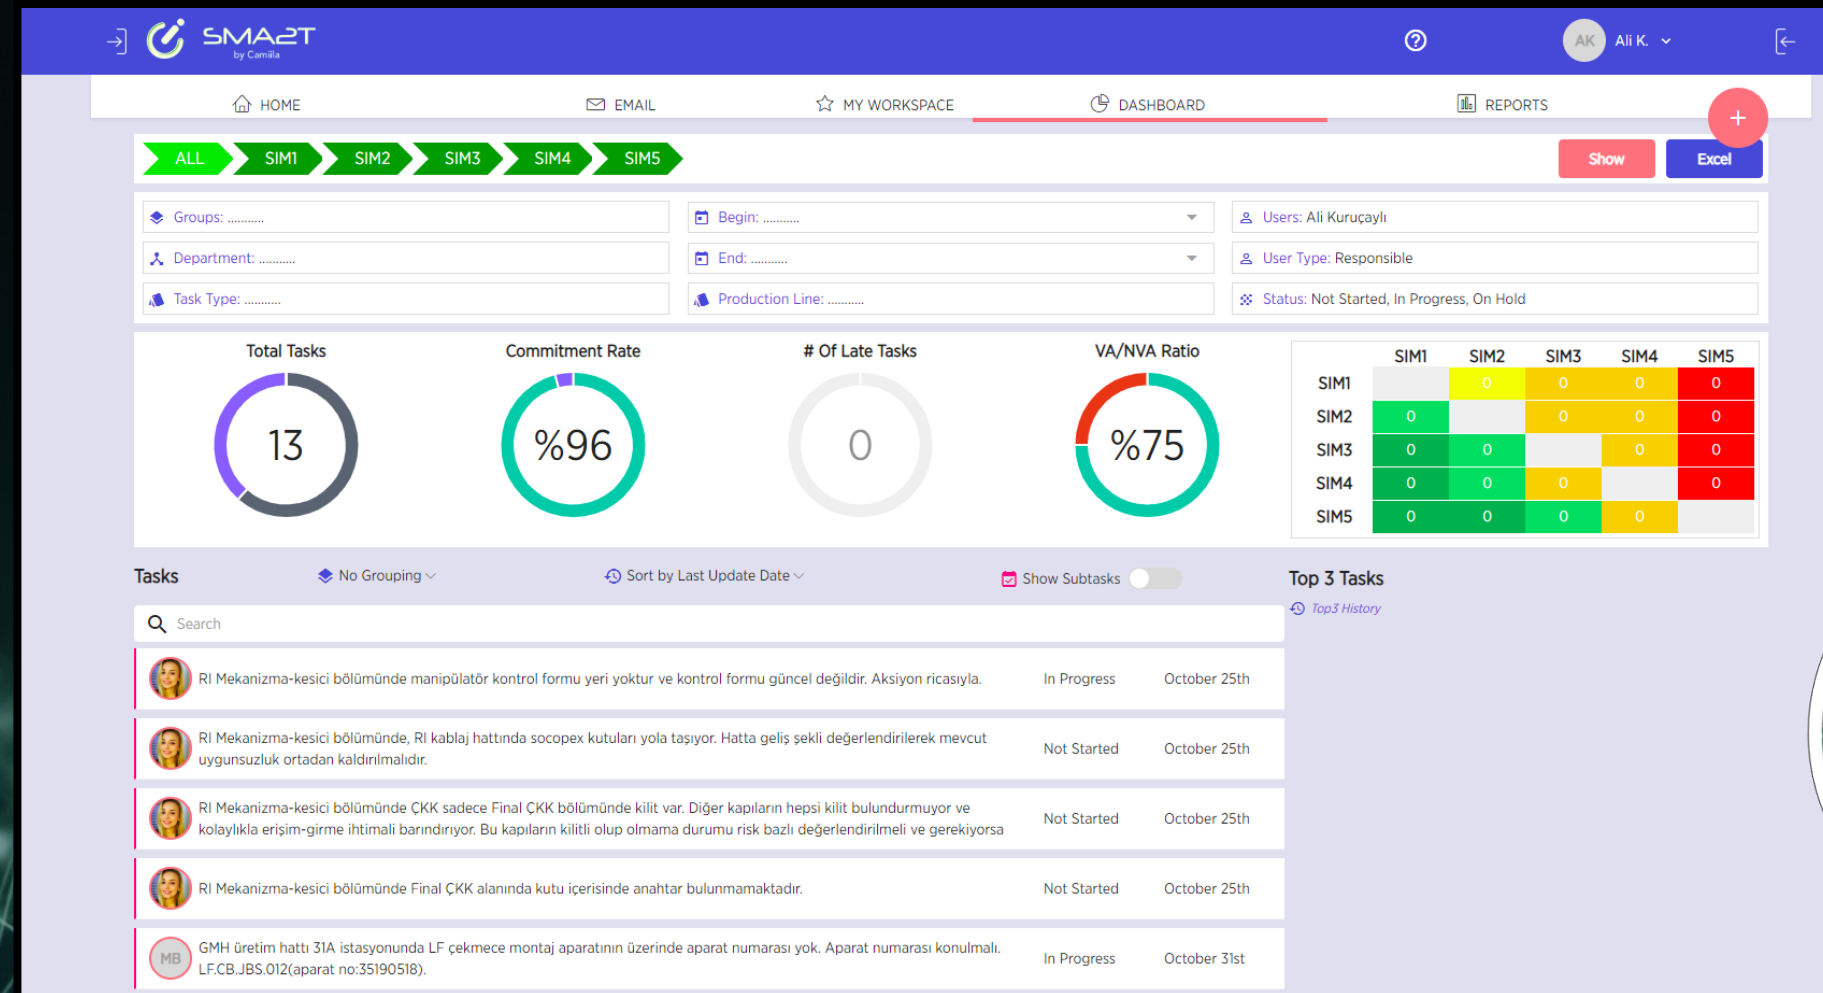 SMA2T
by Camiila
AK Ali K.
HOME
EMAIL
MY WORKSPACE
DASHBOARD
REPORTS
+
ALL
SIM1
SIM2
SIM3
SIM4
SIM5
Show
Excel
Groups: ...........
Begin: ...........
Users: Ali Kuruçaylı
Department: ...........
End: ...........
User Type: Responsible
Task Type: ...........
Production Line: ...........
Status: Not Started, In Progress, On Hold
Total Tasks
13
Commitment Rate
%96
# Of Late Tasks
0
VA/NVA Ratio
%75
SIM1 SIM2 SIM3 SIM4 SIM5
SIM1 0 0 0 0
SIM2 0 0 0 0
SIM3 0 0 0 0
SIM4 0 0 0 0
SIM5 0 0 0 0
Tasks
No Grouping
Sort by Last Update Date
Show Subtasks
Top 3 Tasks
Top3 History
Search
RI Mekanizma-kesici bölümünde manipülatör kontrol formu yeri yoktur ve kontrol formu güncel değildir. Aksiyon ricasıyla.
In Progress
October 25th
RI Mekanizma-kesici bölümünde, RI kablaj hattında socopex kutuları yola taşıyor. Hatta geliş şekli değerlendirilerek mevcut
uygunsuzluk ortadan kaldırılmalıdır.
Not Started
October 25th
RI Mekanizma-kesici bölümünde ÇKK sadece Final ÇKK bölümünde kilit var. Diğer kapıların hepsi kilit bulundurmuyor ve
kolaylıkla erişim-girme ihtimali barındırıyor. Bu kapıların kilitli olup olmama durumu risk bazlı değerlendirilmeli ve gerekiyorsa
Not Started
October 25th
RI Mekanizma-kesici bölümünde Final ÇKK alanında kutu içerisinde anahtar bulunmamaktadır.
Not Started
October 25th
MB
GMH üretim hattı 31A istasyonunda LF çekmece montaj aparatının üzerinde aparat numarası yok. Aparat numarası konulmalı.
LF.CB.JBS.012(aparat no:35190518).
In Progress
October 31st